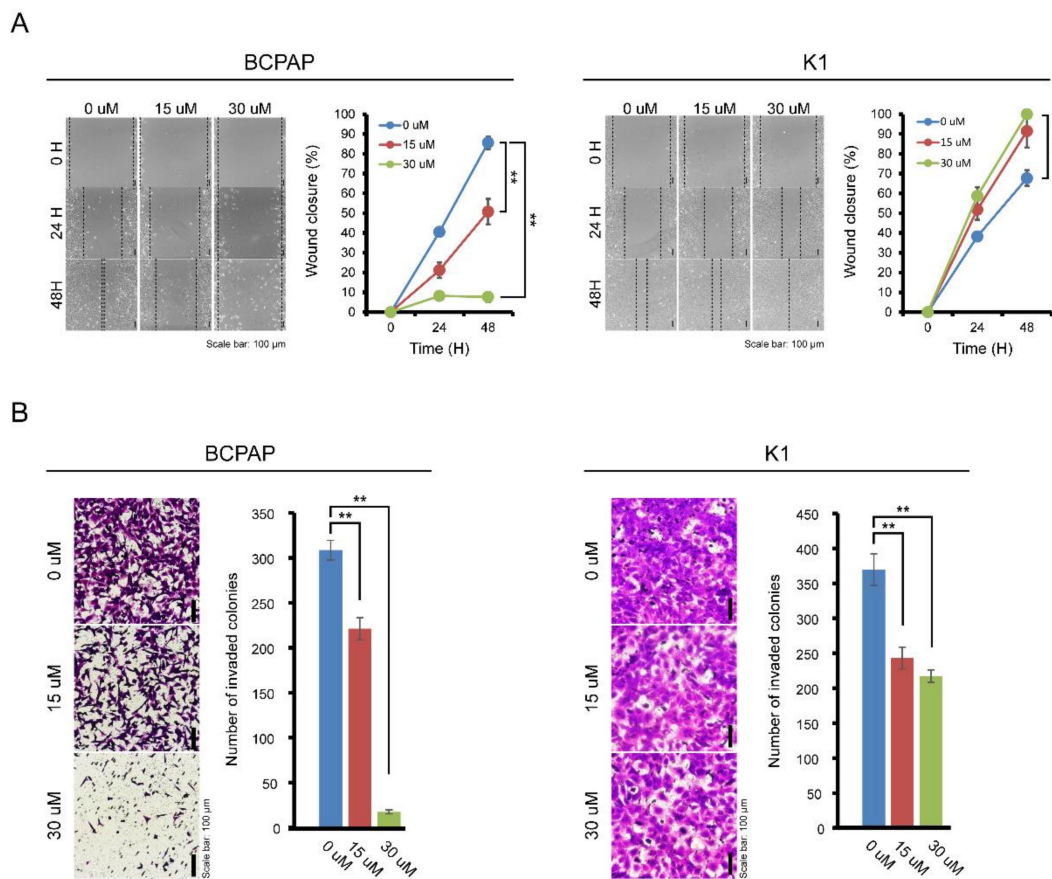 A
BCPAP
0 uM 15 uM 30 uM
0 H
24 H
48H
Scale bar: 100 µm
Wound closure (%)
100
90
80
70
60
50
40
30
20
10
0
0 uM
15 uM
30 uM
**
**
0 24 48
Time (H)
K1
0 uM 15 uM 30 uM
0 H
24 H
48H
Scale bar: 100 µm
Wound closure (%)
100
90
80
70
60
50
40
30
20
10
0
0 uM
15 uM
30 uM
0 24 48
Time (H)
B
BCPAP
0 uM
15 uM
30 uM
Scale bar: 100 µm
Number of invaded colonies
350
300
250
200
150
100
50
0
**
**
0 uM 15 uM 30 uM
K1
0 uM
15 uM
30 uM
Scale bar: 100 µm
Number of invaded colonies
450
400
350
300
250
200
150
100
50
0
**
**
0 uM 15 uM 30 uM